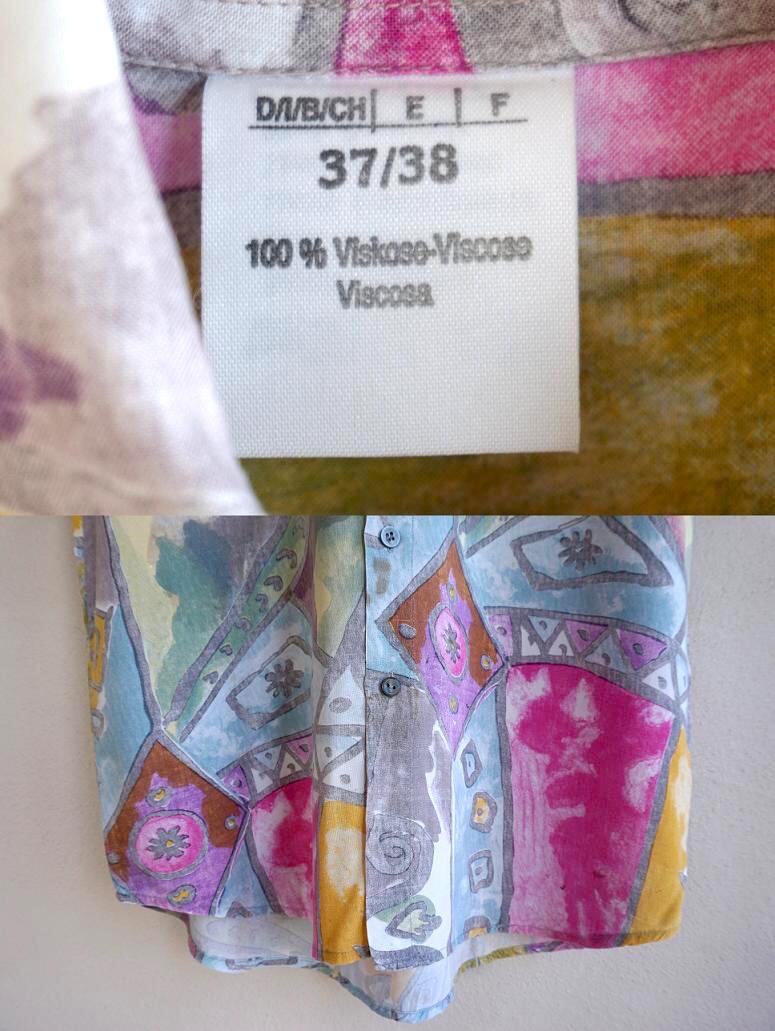 D/I/B/CH E F
37/38
100 % Viskose-Viscose
Viscosa